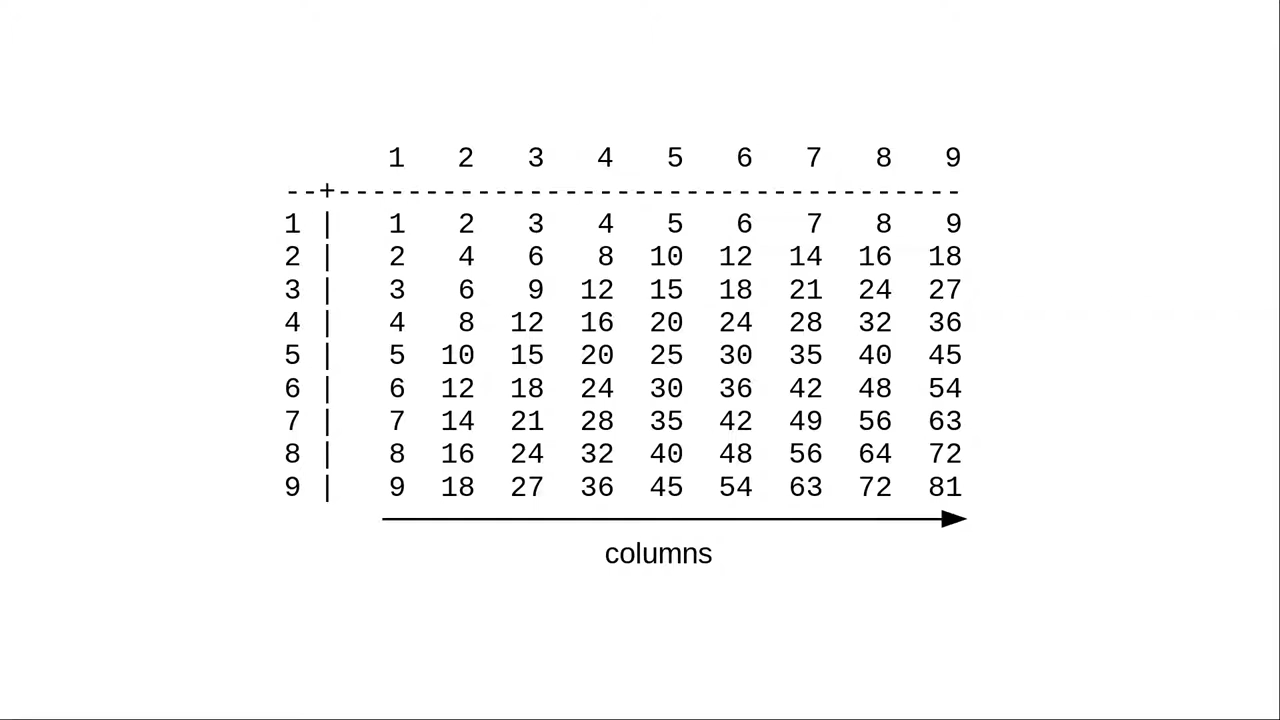 1 2 3 4 5 6 7 8 9
--+------------------------------------
1 | 1 2 3 4 5 6 7 8 9
2 | 2 4 6 8 10 12 14 16 18
3 | 3 6 9 12 15 18 21 24 27
4 | 4 8 12 16 20 24 28 32 36
5 | 5 10 15 20 25 30 35 40 45
6 | 6 12 18 24 30 36 42 48 54
7 | 7 14 21 28 35 42 49 56 63
8 | 8 16 24 32 40 48 56 64 72
9 | 9 18 27 36 45 54 63 72 81
columns